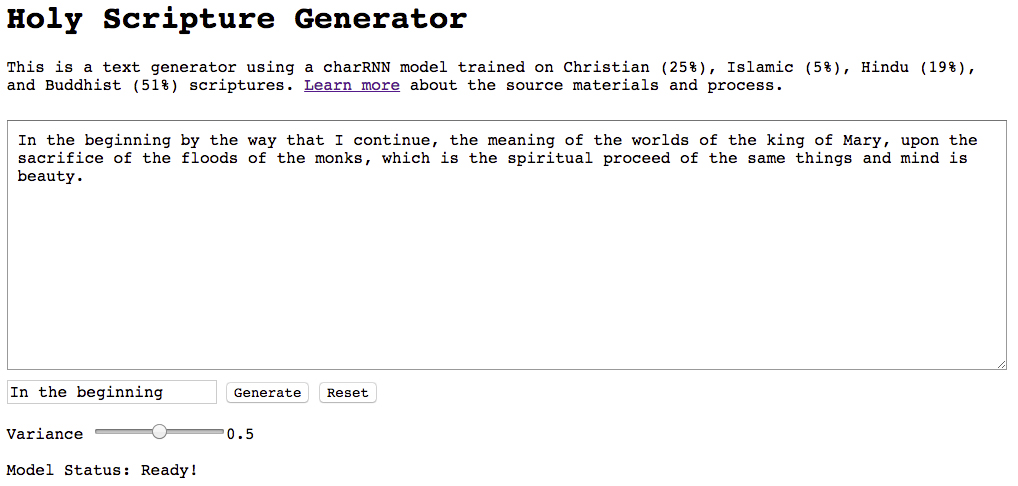 Holy Scripture Generator
This is a text generator using a charRNN model trained on Christian (25%), Islamic (5%), Hindu (19%),
and Buddhist (51%) scriptures. Learn more about the source materials and process.
In the beginning by the way that I continue, the meaning of the worlds of the king of Mary, upon the
sacrifice of the floods of the monks, which is the spiritual proceed of the same things and mind is
beauty.
In the beginning Generate Reset
Variance 0.5
Model Status: Ready!